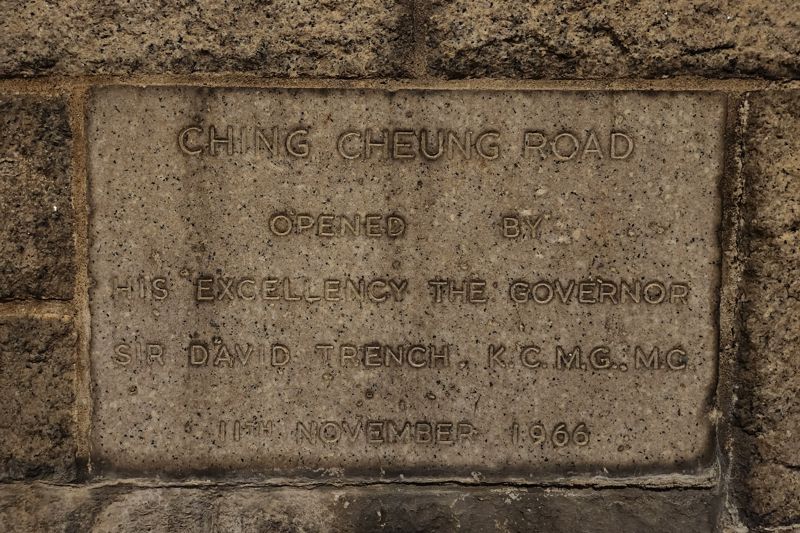 CHING CHEUNG ROAD
OPENED BY
HIS EXCELLENCY THE GOVERNOR
SIR DAVID TRENCH, K.C.M.G., M.C.
11TH NOVEMBER 1966